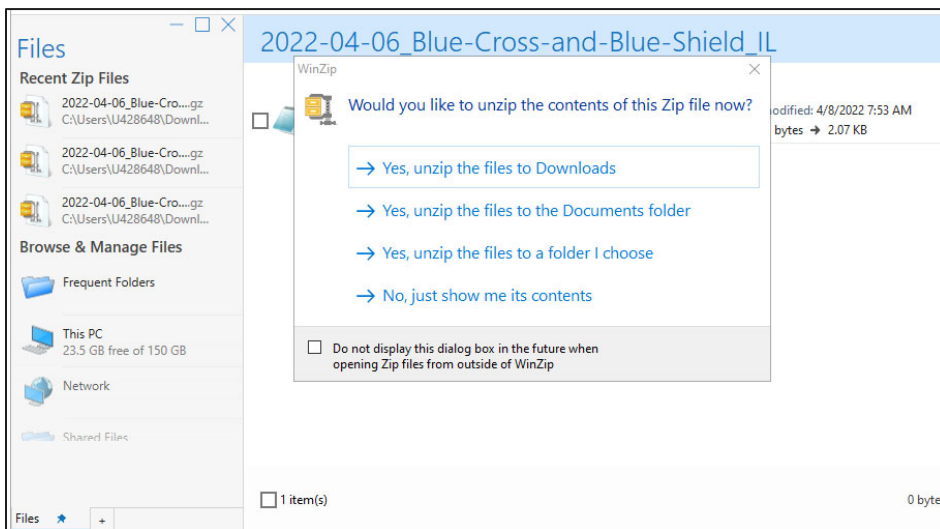 Files
Recent Zip Files
2022-04-06_Blue-Cro....gz
C:\Users\U428648\Downl...
2022-04-06_Blue-Cro....gz
C:\Users\U428648\Downl...
2022-04-06_Blue-Cro....gz
C:\Users\U428648\Downl...
Browse & Manage Files
Frequent Folders
This PC
23.5 GB free of 150 GB
Network
Shared Files
Files
+
2022-04-06_Blue-Cross-and-Blue-Shield_IL
WinZip
Would you like to unzip the contents of this Zip file now?
→ Yes, unzip the files to Downloads
→ Yes, unzip the files to the Documents folder
→ Yes, unzip the files to a folder I choose
→ No, just show me its contents
Do not display this dialog box in the future when
opening Zip files from outside of WinZip
odified: 4/8/2022 7:53 AM
bytes → 2.07 KB
1 item(s)
0 byte